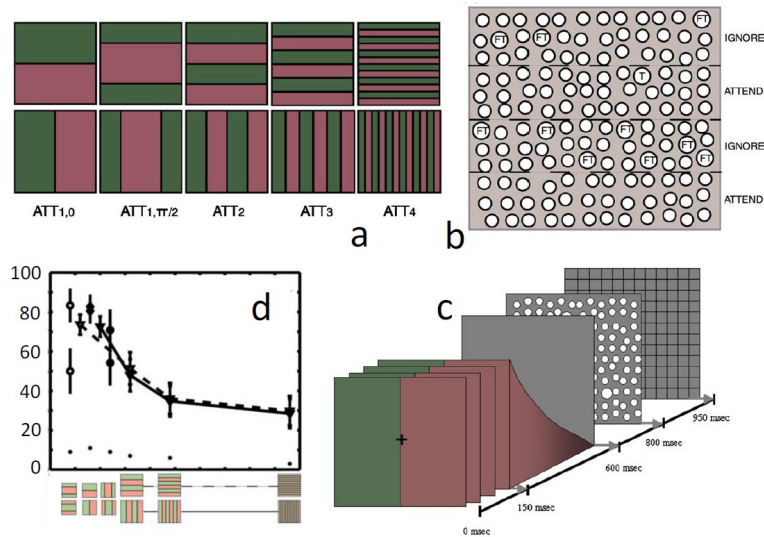 ATT1,0
ATT1,π/2
ATT2
ATT3
ATT4
a
FT
FT
FT
IGNORE
T
ATTEND
FT
FT
FT
FT
FT
FT
FT
IGNORE
ATTEND
b
100
80
60
40
20
0
d
c
+
0 msec
150 msec
600 msec
800 msec
950 msec